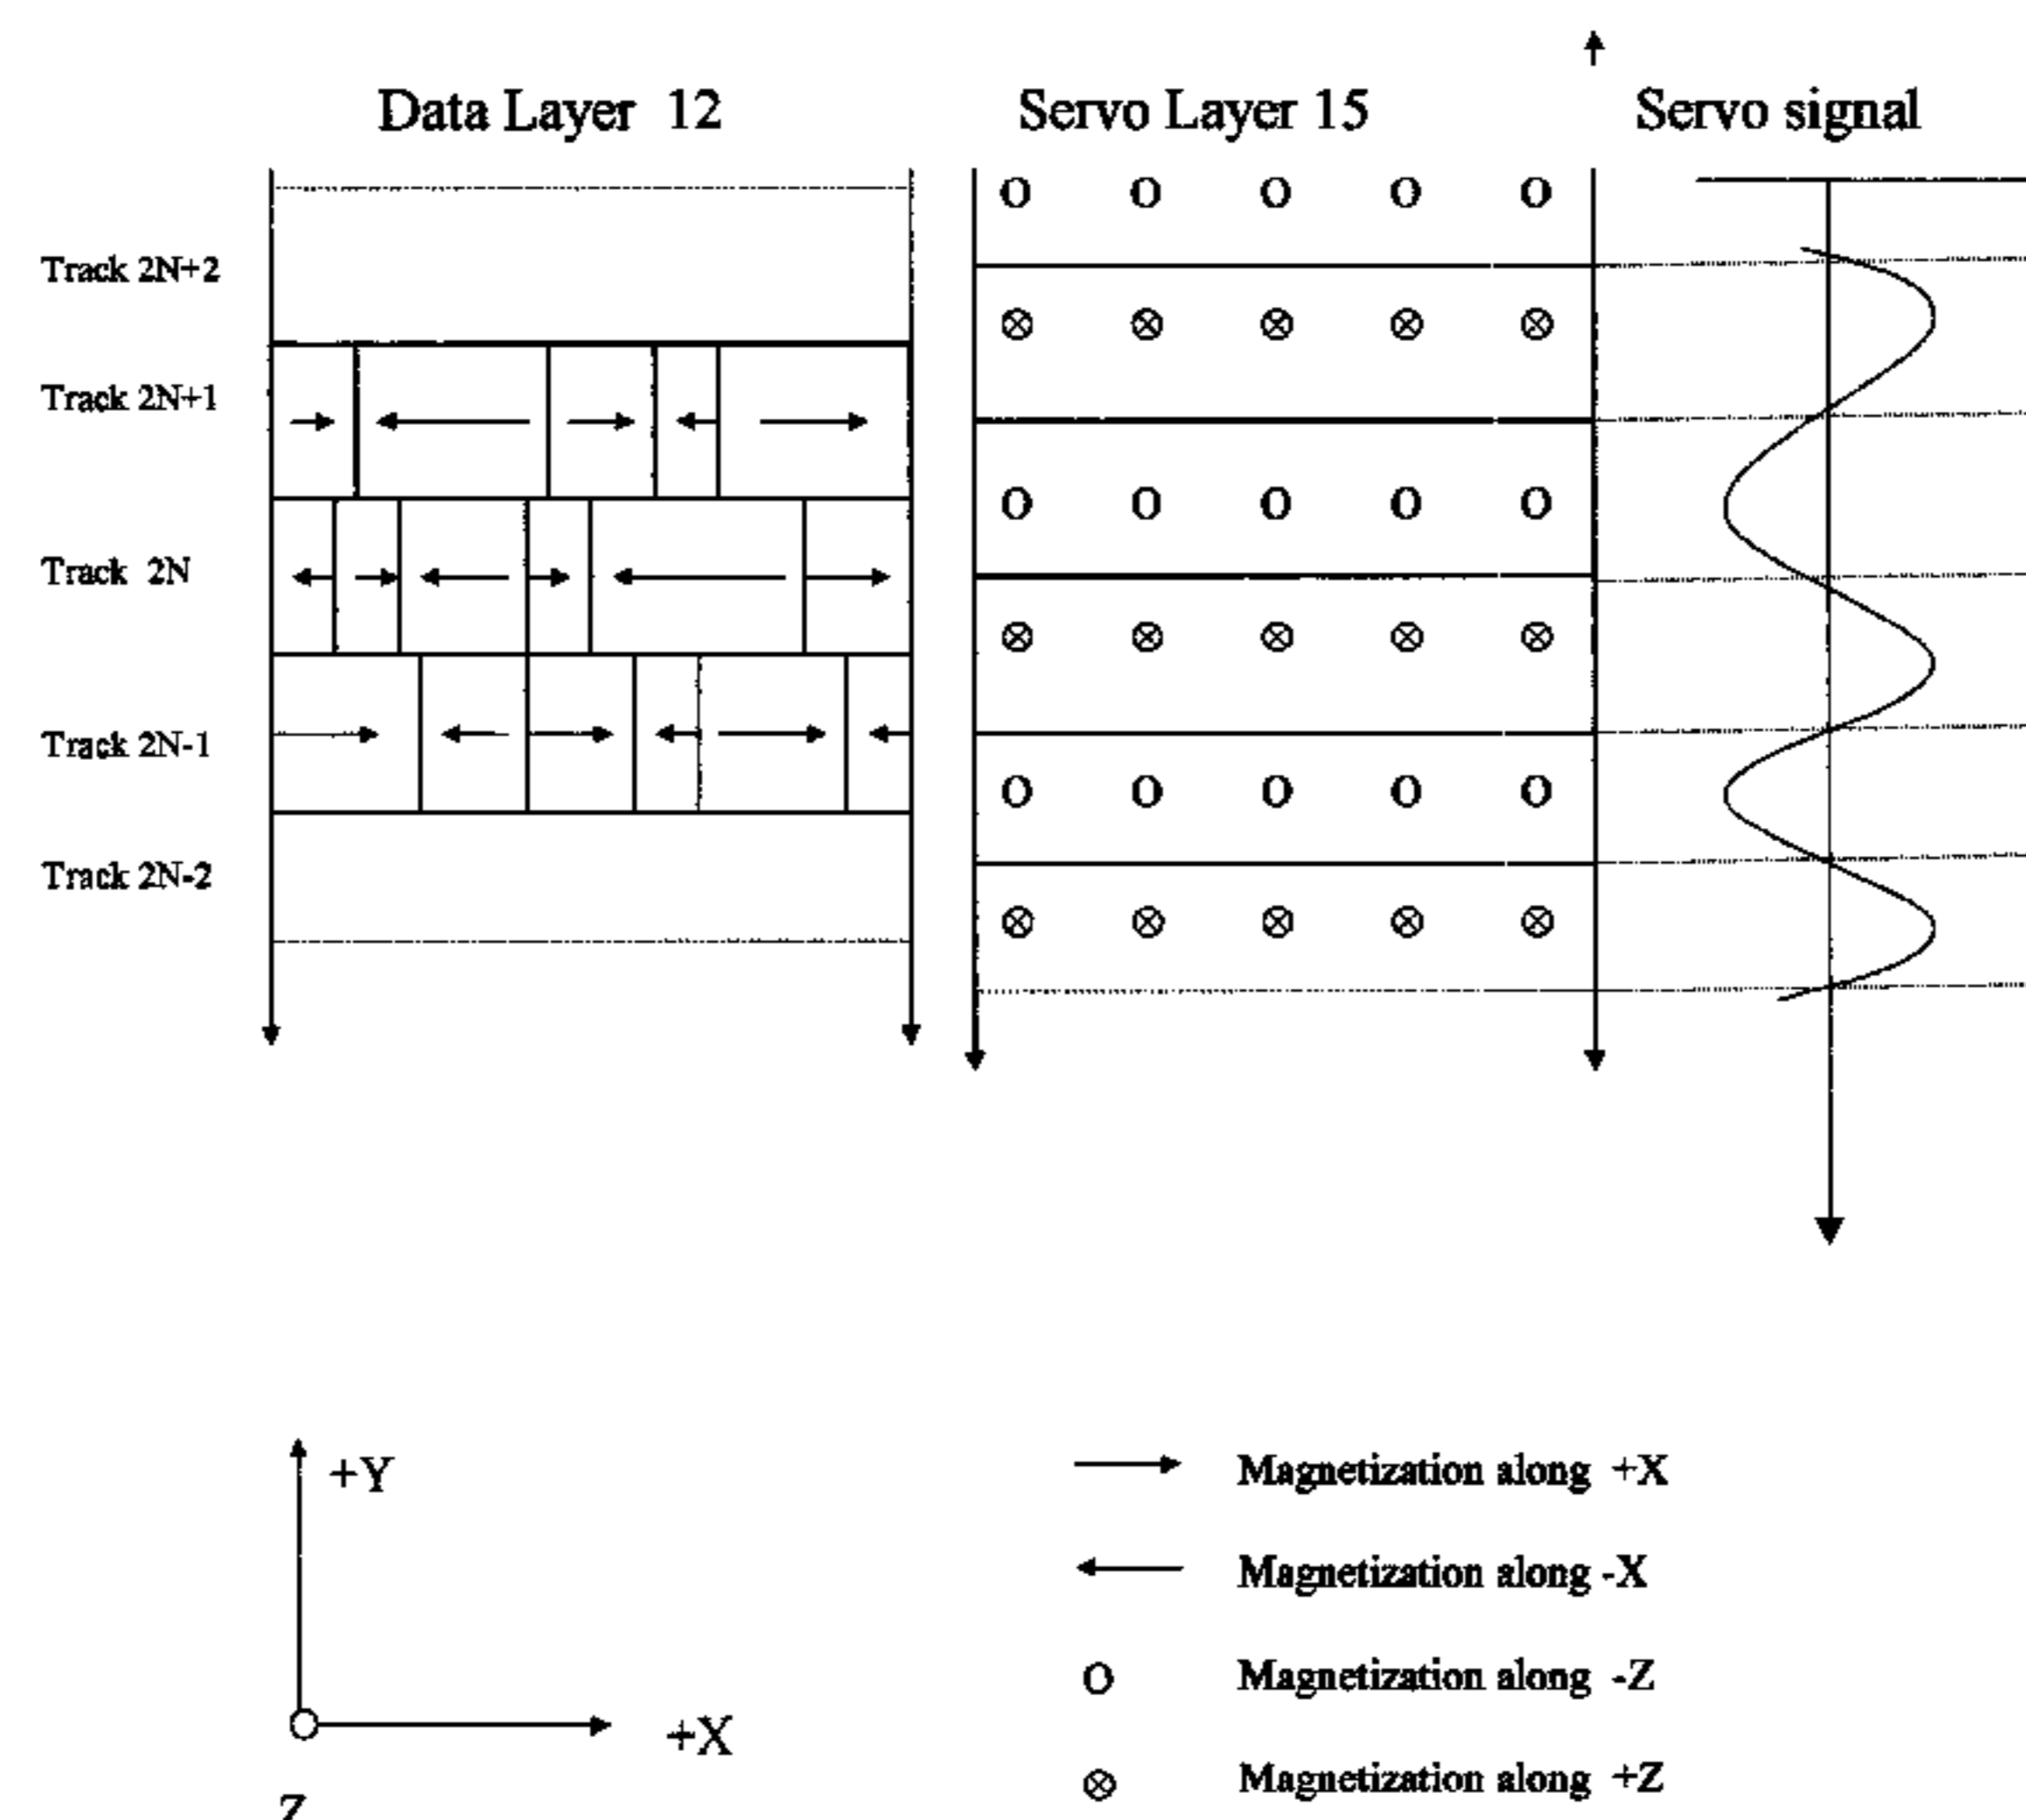 Data Layer 12
Servo Layer 15
Servo signal
Track 2N+2
Track 2N+1
Track 2N
Track 2N-1
Track 2N-2
+Y
+X
Z
Magnetization along +X
Magnetization along -X
Magnetization along -Z
Magnetization along +Z